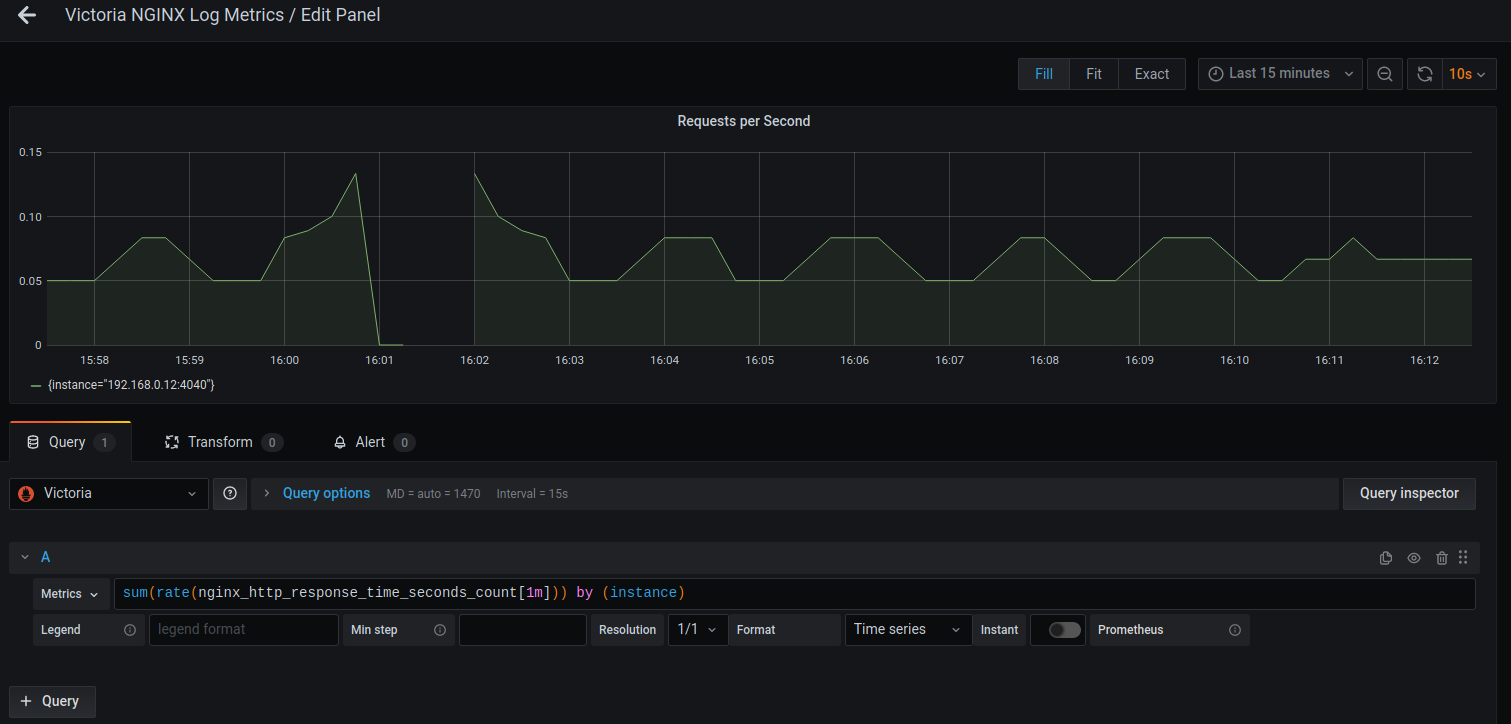 Victoria NGINX Log Metrics / Edit Panel
Fill Fit Exact Last 15 minutes 10s
Requests per Second
0.15
0.10
0.05
0
15:58 15:59 16:00 16:01 16:02 16:03 16:04 16:05 16:06 16:07 16:08 16:09 16:10 16:11 16:12
{instance="192.168.0.12:4040"}
Query 1 Transform 0 Alert 0
Victoria Query options MD = auto = 1470 Interval = 15s Query inspector
A
Metrics sum(rate(nginx_http_response_time_seconds_count[1m])) by (instance)
Legend legend format Min step Resolution 1/1 Format Time series Instant Prometheus
+ Query